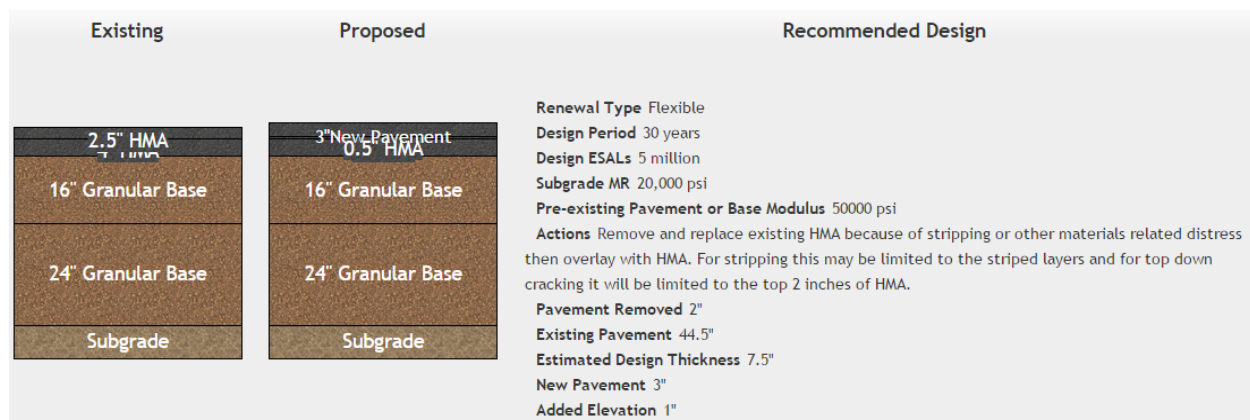 Existing
Proposed
Recommended Design
2.5" HMA
4" HMA
16" Granular Base
24" Granular Base
Subgrade
3"New Pavement
0.5" HMA
16" Granular Base
24" Granular Base
Subgrade
Renewal Type Flexible
Design Period 30 years
Design ESALs 5 million
Subgrade MR 20,000 psi
Pre-existing Pavement or Base Modulus 50000 psi
Actions Remove and replace existing HMA because of stripping or other materials related distress
then overlay with HMA. For stripping this may be limited to the striped layers and for top down
cracking it will be limited to the top 2 inches of HMA.
Pavement Removed 2"
Existing Pavement 44.5"
Estimated Design Thickness 7.5"
New Pavement 3"
Added Elevation 1"